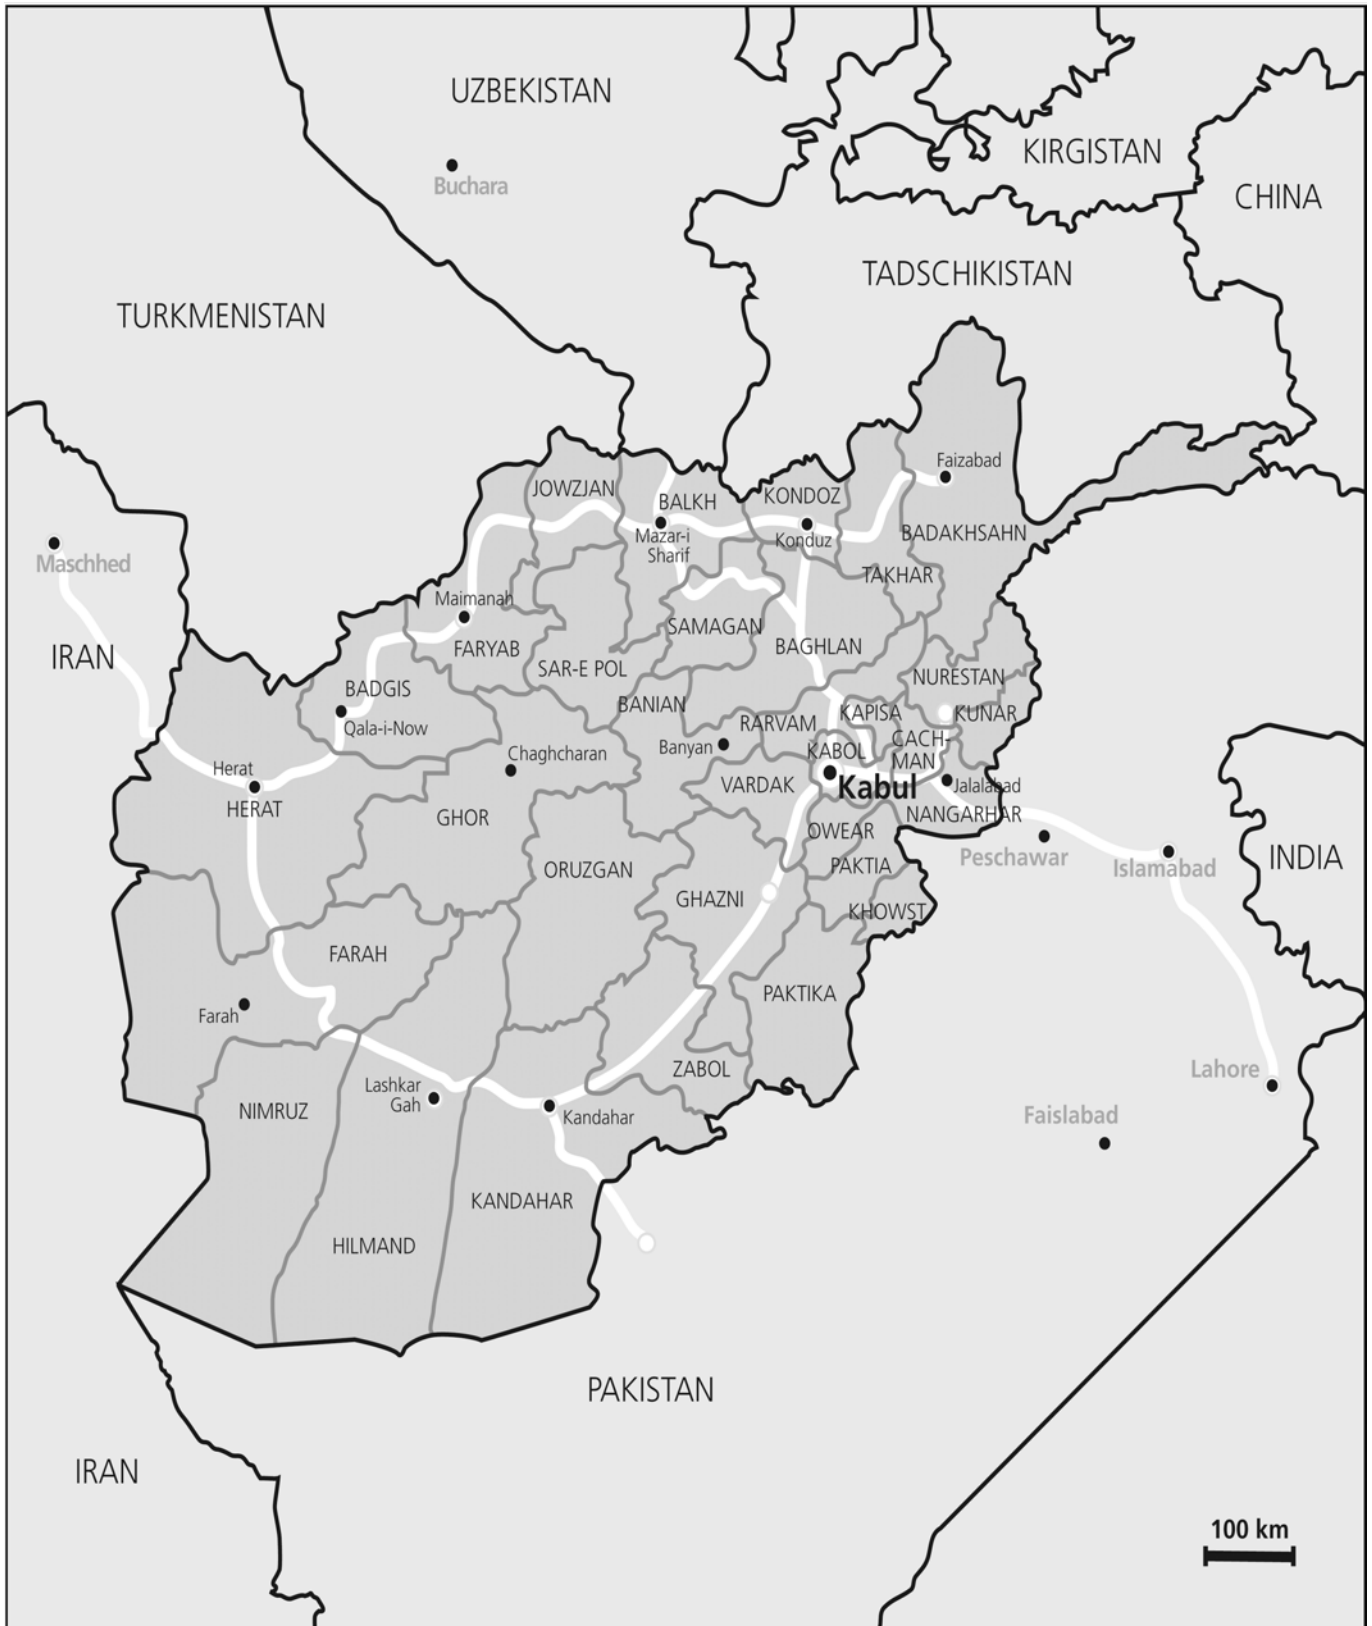 UZBEKISTAN
Buchara
KIRGISTAN
CHINA
TADSCHIKISTAN
TURKMENISTAN
Faizabad
JOWZJAN
BALKH
KONDOZ
Mazar-i
Sharif
Konduz
BADAKHSAHN
Maschhed
TAKHAR
Maimanah
SAMAGAN
FARYAB
BAGHLAN
IRAN
SAR-E POL
NURESTAN
BADGIS
BANIAN
KAPISA
KUNAR
Qala-i-Now
RARVAM
CACH-
MAN
Chaghcharan
Banyan
KABOL
Herat
VARDAK
Kabul
Jalalabad
HERAT
GHOR
NANGARHAR
OWEAR
Peschawar
Islamabad
INDIA
ORUZGAN
PAKTIA
GHAZNI
KHOWST
FARAH
PAKTIKA
Farah
ZABOL
Lahore
Lashkar
Gah
NIMRUZ
Kandahar
Faislabad
KANDAHAR
HILMAND
PAKISTAN
IRAN
100 km